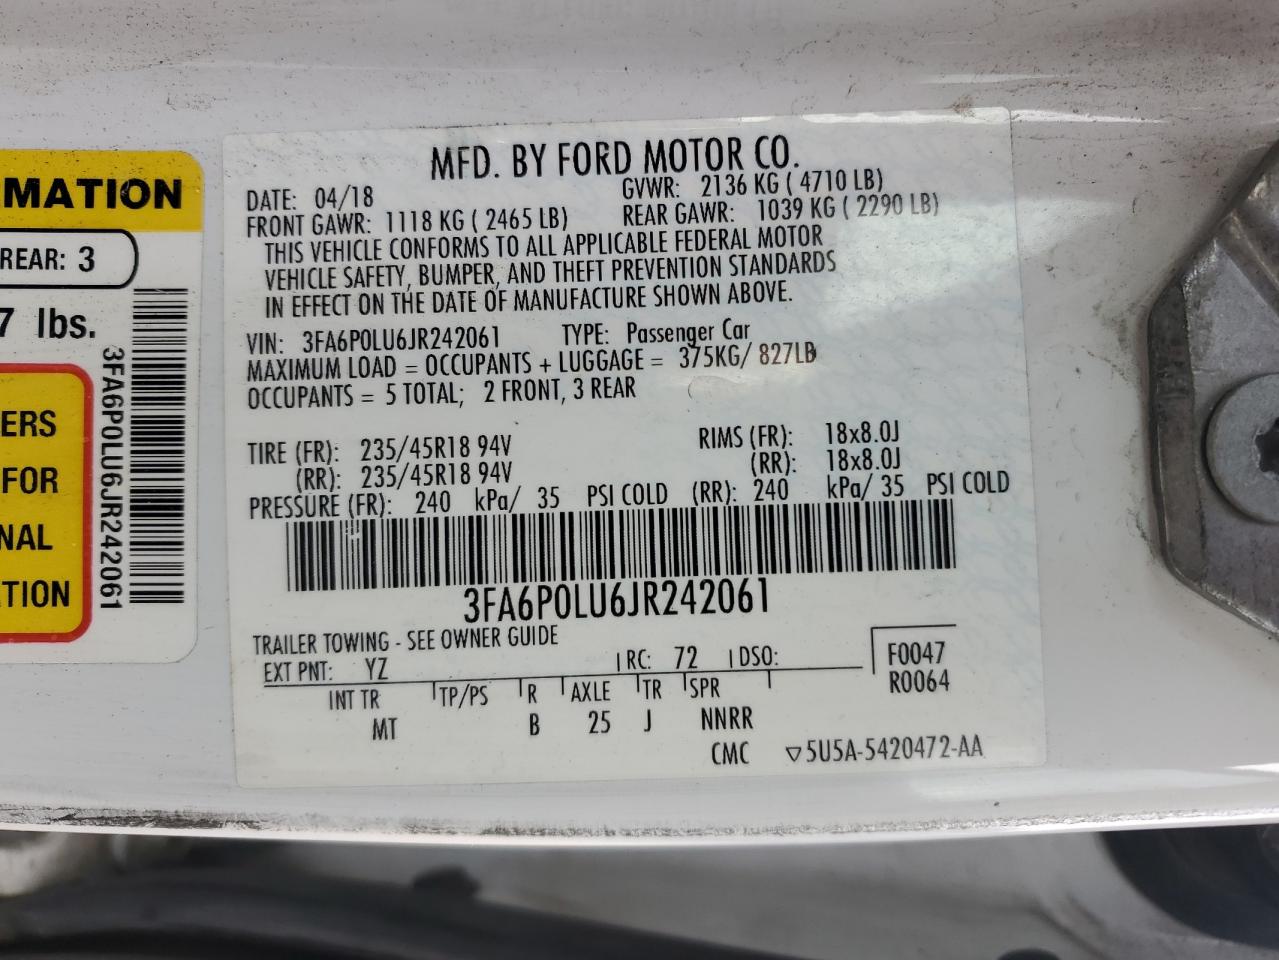 MFD. BY FORD MOTOR CO.
DATE: 04/18 GVWR: 2136 KG ( 4710 LB)
FRONT GAWR: 1118 KG ( 2465 LB) REAR GAWR: 1039 KG ( 2290 LB)
THIS VEHICLE CONFORMS TO ALL APPLICABLE FEDERAL MOTOR
VEHICLE SAFETY, BUMPER, AND THEFT PREVENTION STANDARDS
IN EFFECT ON THE DATE OF MANUFACTURE SHOWN ABOVE.
VIN: 3FA6P0LU6JR242061 TYPE: Passenger Car
MAXIMUM LOAD = OCCUPANTS + LUGGAGE = 375KG/ 827LB
OCCUPANTS = 5 TOTAL; 2 FRONT, 3 REAR
TIRE (FR): 235/45R18 94V RIMS (FR): 18x8.0J
(RR): 235/45R18 94V (RR): 18x8.0J
PRESSURE (FR): 240 kPa/ 35 PSI COLD (RR): 240 kPa/ 35 PSI COLD
3FA6P0LU6JR242061
TRAILER TOWING - SEE OWNER GUIDE
EXT PNT: YZ RC: 72 DSO: F0047
INT TR TP/PS R AXLE TR SPR R0064
MT B 25 J NNRR
CMC ▽5U5A-5420472-AA
MATION
REAR: 3
7 lbs.
ERS
FOR
NAL
TION
3FA6P0LU6JR242061